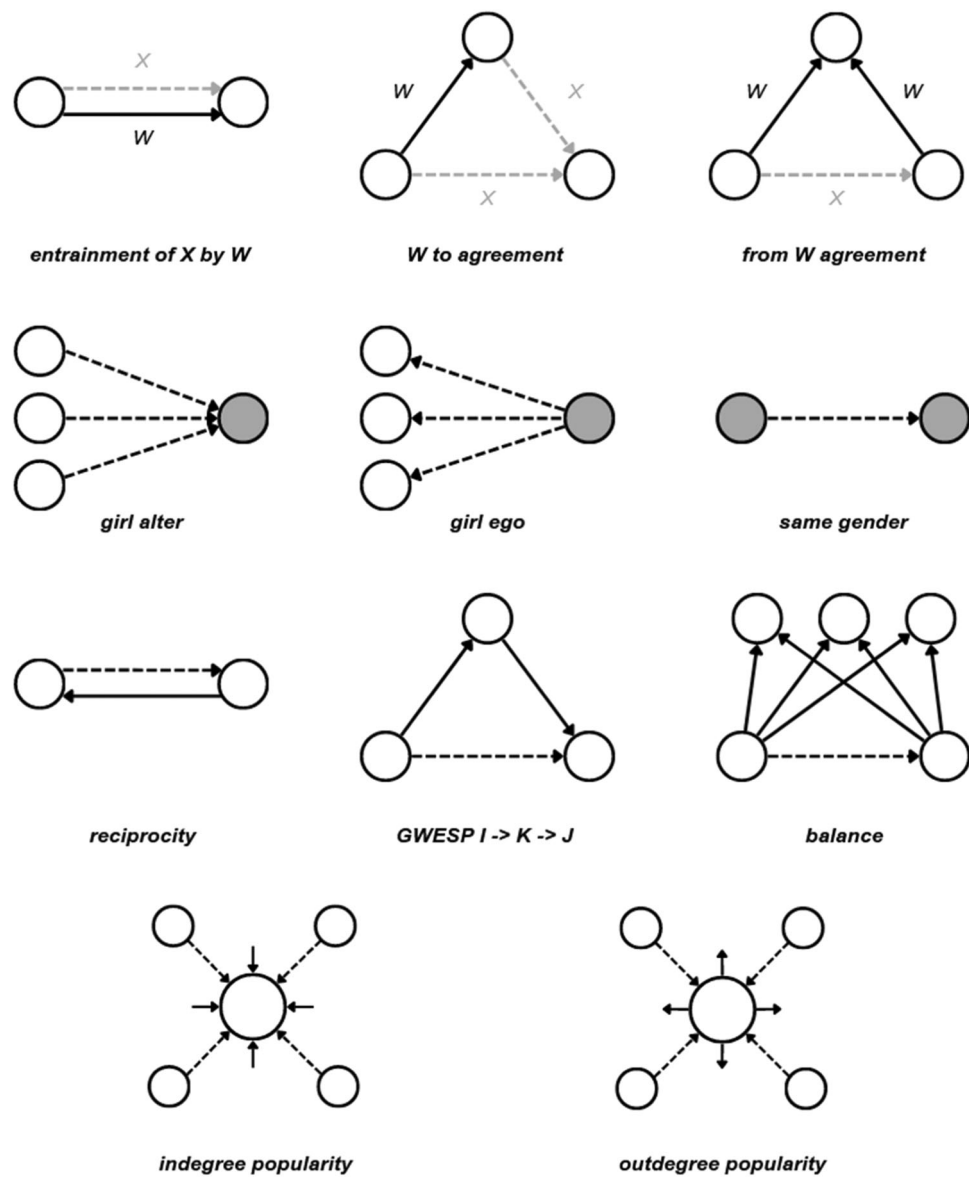 X
W
entrainment of X by W
W
X
X
W to agreement
W
W
X
from W agreement
girl alter
girl ego
same gender
reciprocity
GWESP I -> K -> J
balance
indegree popularity
outdegree popularity